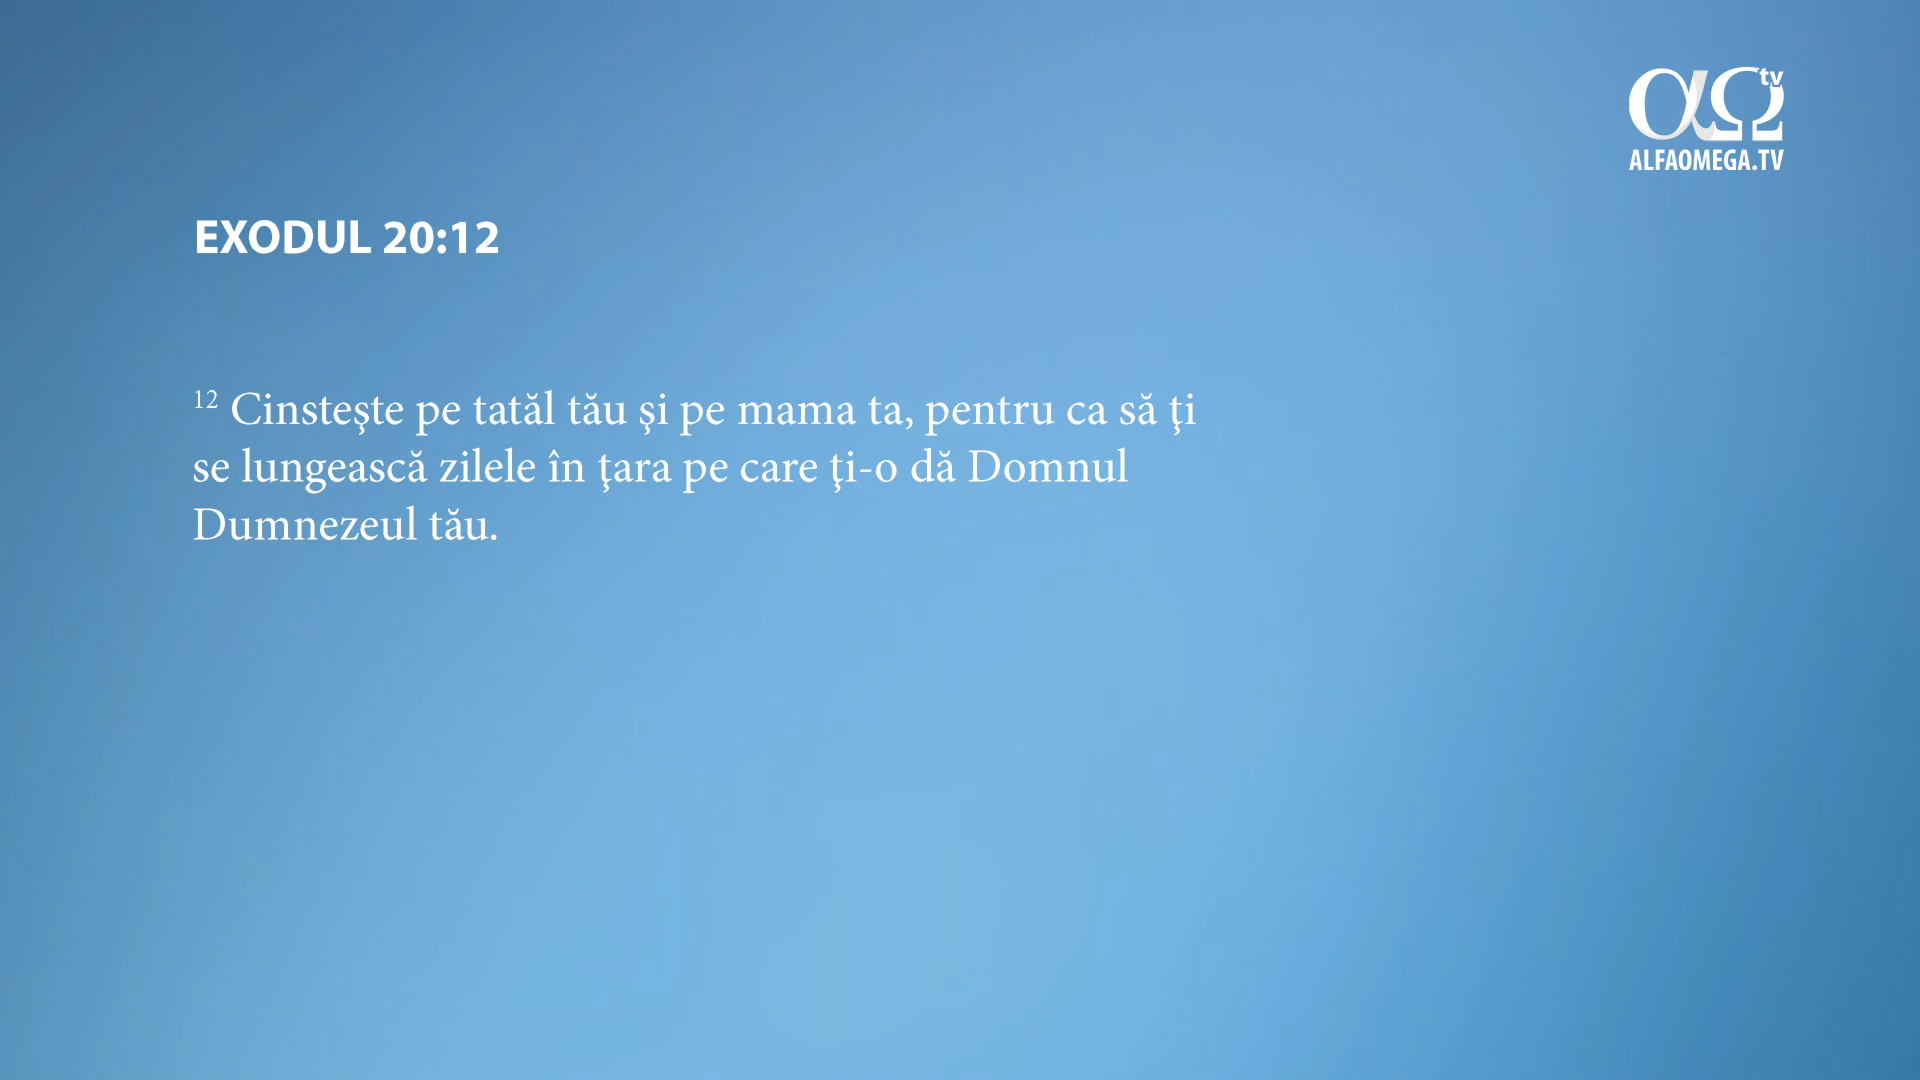 αΩ tv
ALFAOMEGA.TV
EXODUL 20:12
12 Cinsteşte pe tatăl tău şi pe mama ta, pentru ca să ţi
se lungească zilele în ţara pe care ţi-o dă Domnul
Dumnezeul tău.